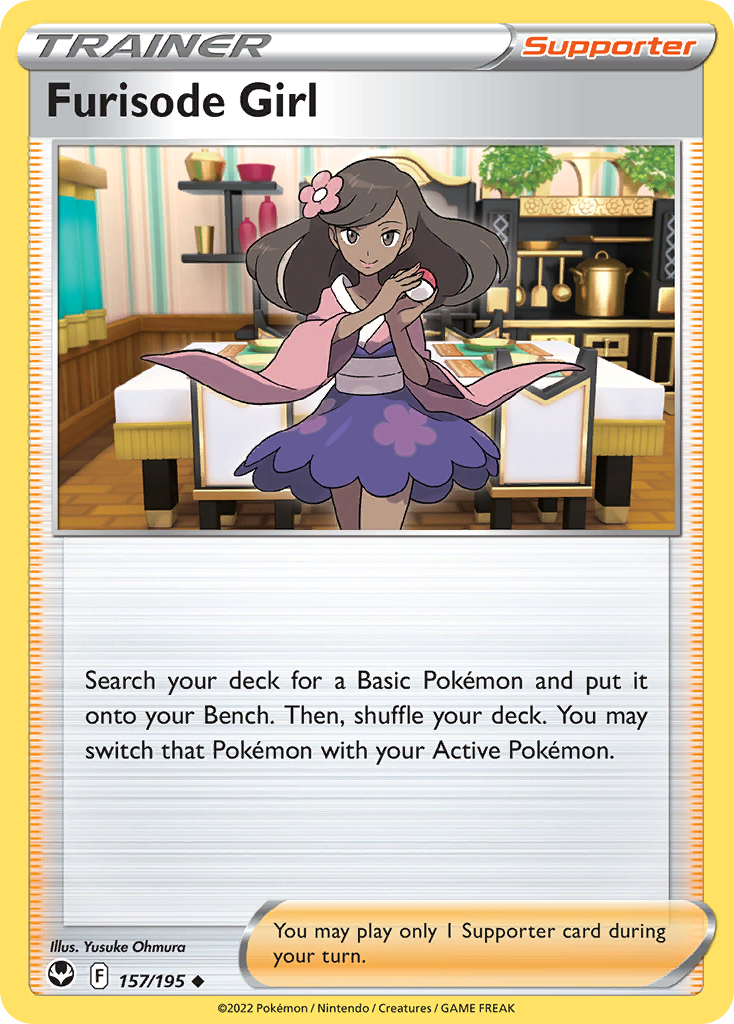 TRAINER
Supporter
Furisode Girl
Search your deck for a Basic Pokémon and put it
onto your Bench. Then, shuffle your deck. You may
switch that Pokémon with your Active Pokémon.
Illus. Yusuke Ohmura
F
157/195
You may play only 1 Supporter card during
your turn.
©2022 Pokémon / Nintendo / Creatures / GAME FREAK